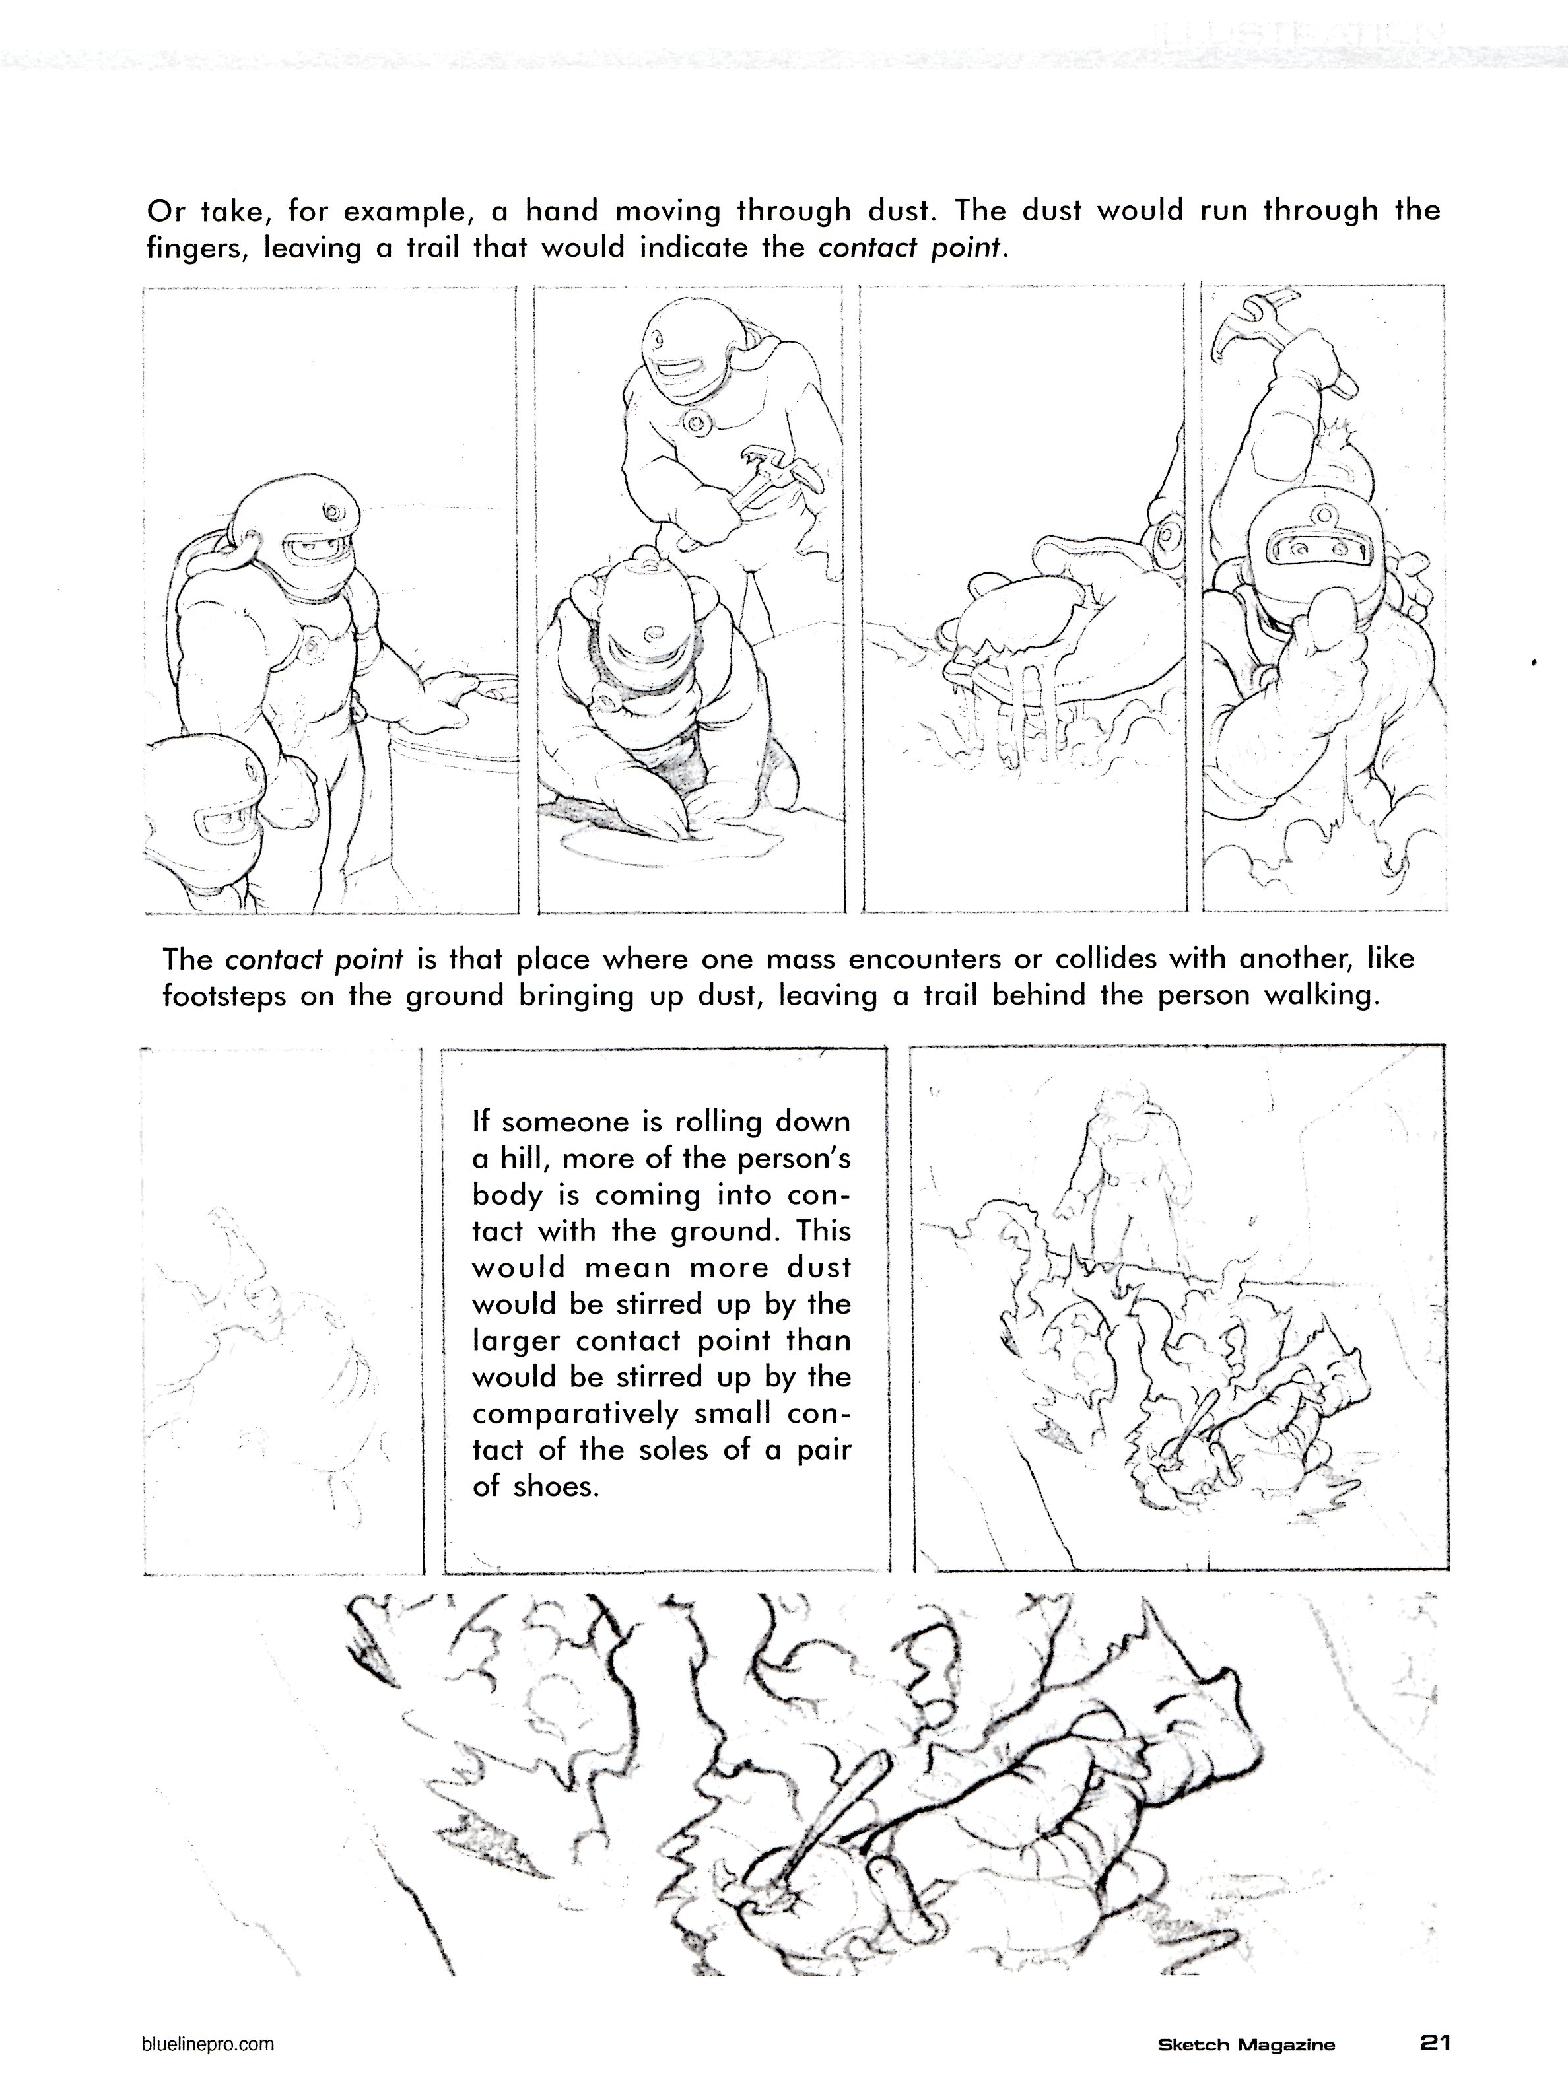 ILLUSTRATION
Or take, for example, a hand moving through dust. The dust would run through the
fingers, leaving a trail that would indicate the contact point.
The contact point is that place where one mass encounters or collides with another, like
footsteps on the ground bringing up dust, leaving a trail behind the person walking.
If someone is rolling down
a hill, more of the person's
body is coming into con-
tact with the ground. This
would mean more dust
would be stirred up by the
larger contact point than
would be stirred up by the
comparatively small con-
tact of the soles of a pair
of shoes.
bluelinepro.com
Sketch Magazine 21